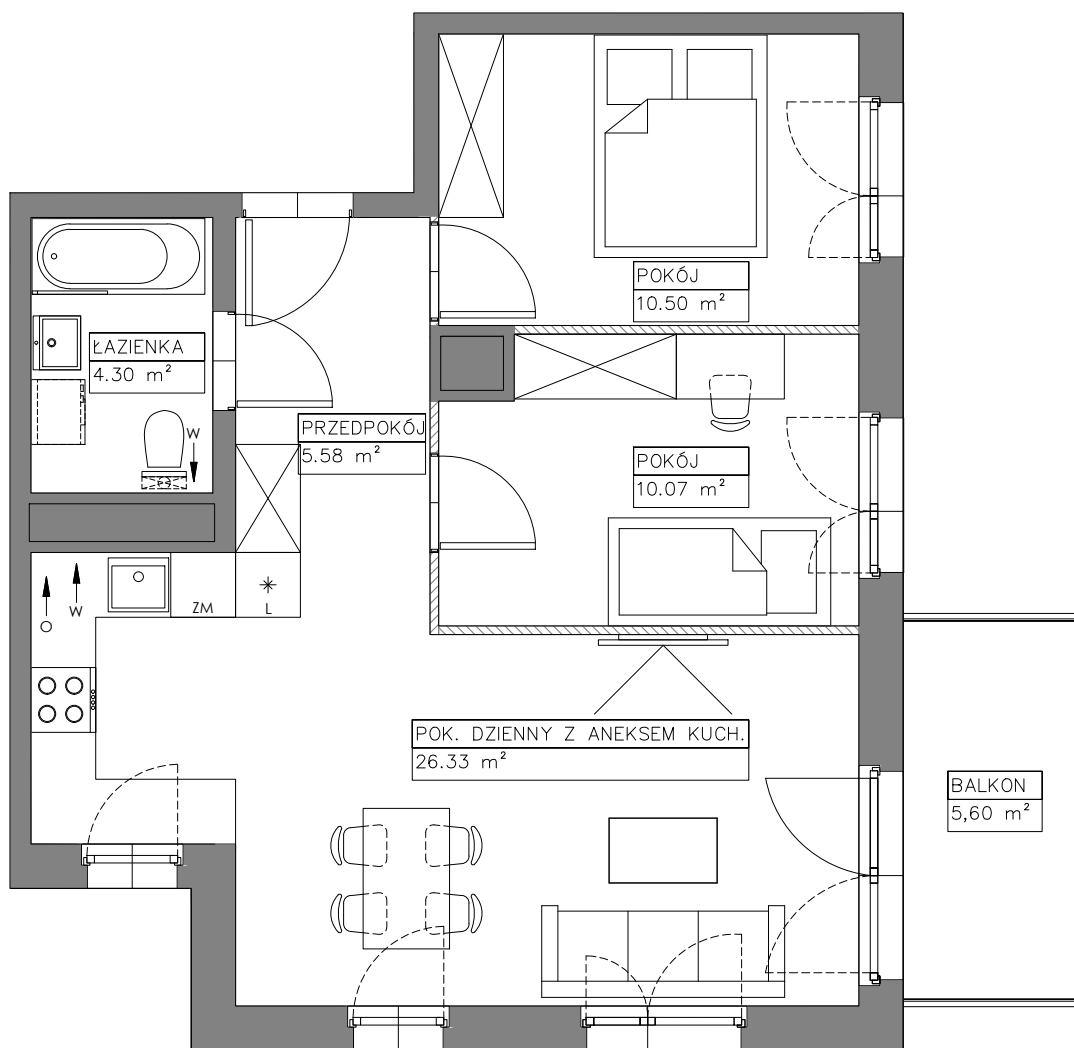 POKÓJ
10.50 m²
ŁAZIENKA
4.30 m²
W
PRZEDPOKÓJ
5.58 m²
POKÓJ
10.07 m²
W
ZM
L
POK. DZIENNY Z ANEKSEM KUCH.
26.33 m²
BALKON
5,60 m²